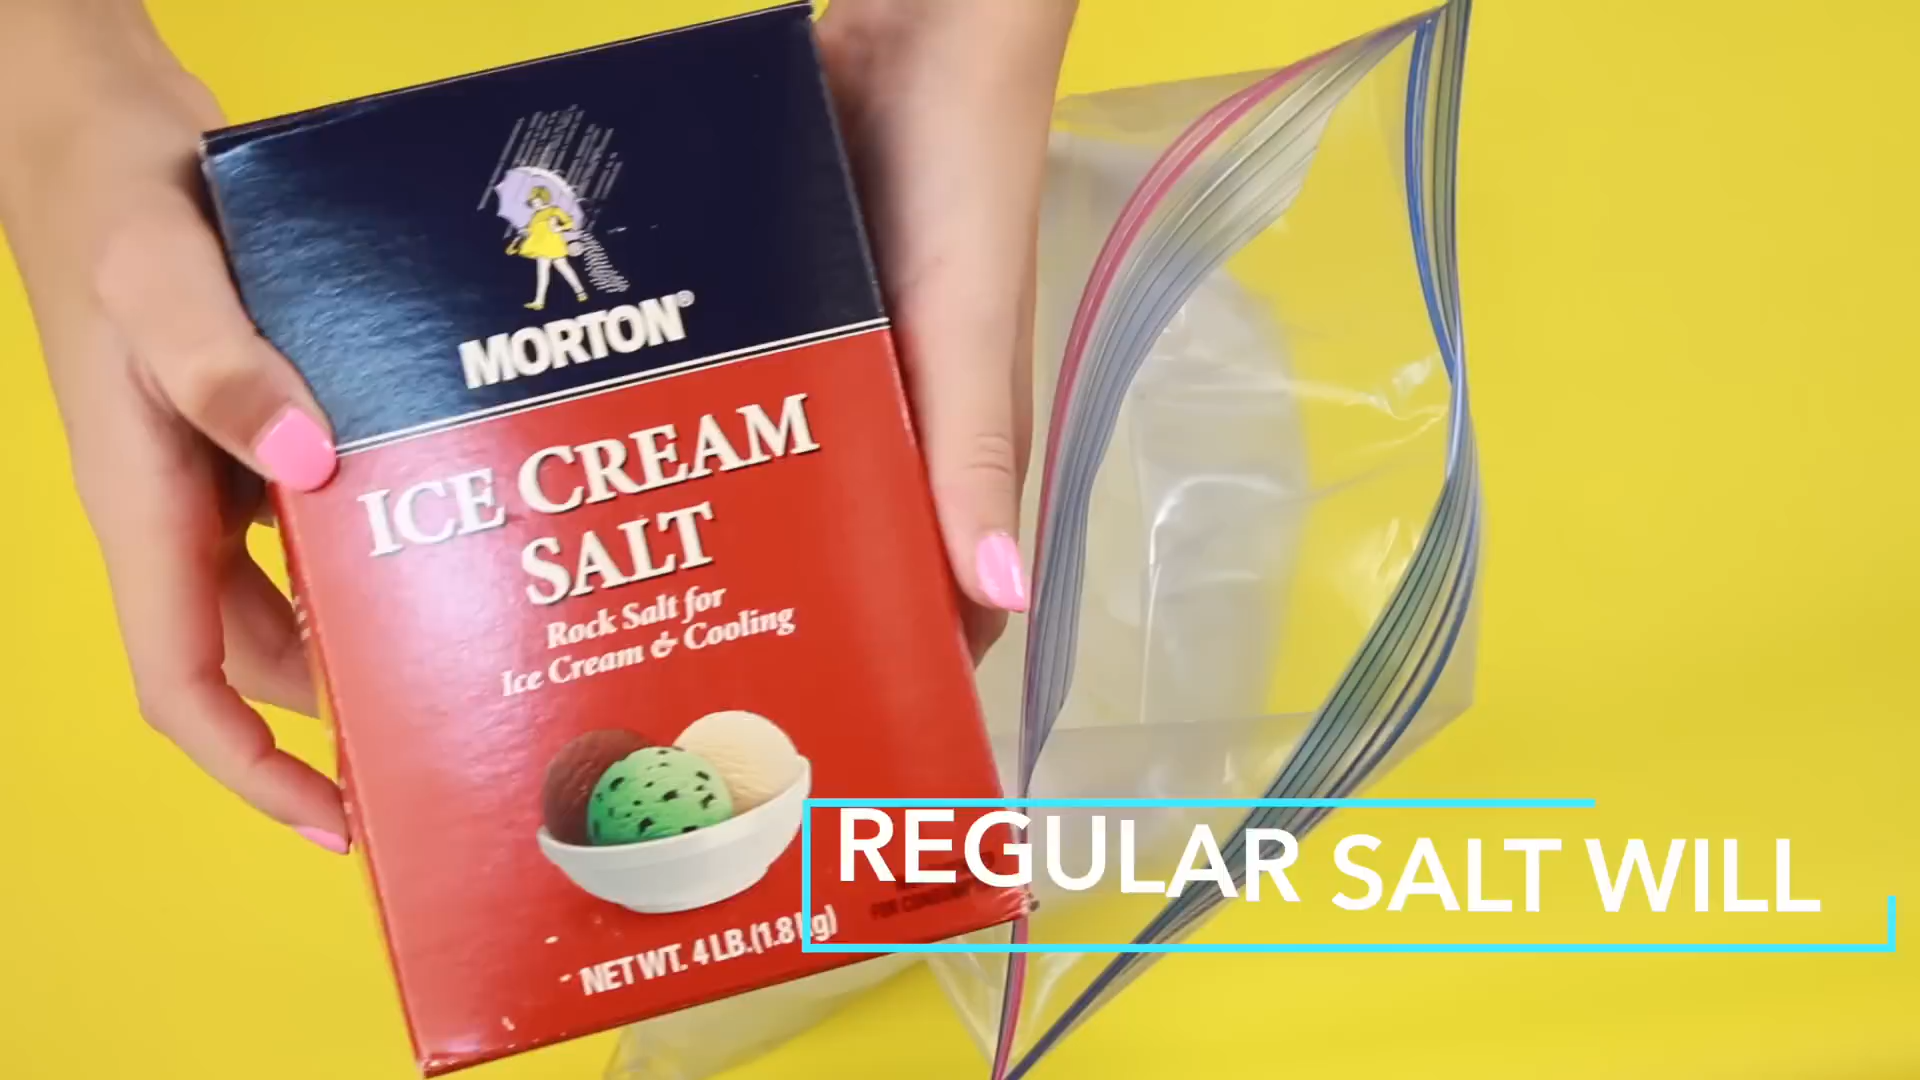 MORTON®
ICE CREAM
SALT
Rock Salt for
Ice Cream & Cooling
NET WT. 4 LB. (1.8 kg)
REGULAR SALT WILL